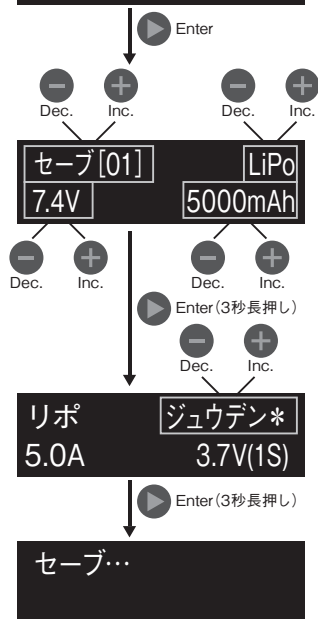 Enter
Dec. Inc. Dec. Inc.
セーブ[01] LiPo
7.4V 5000mAh
Dec. Inc. Dec. Inc.
Enter(3秒長押し)
Dec. Inc.
リポ ジュウデン*
5.0A 3.7V(1S)
Enter(3秒長押し)
セーブ…